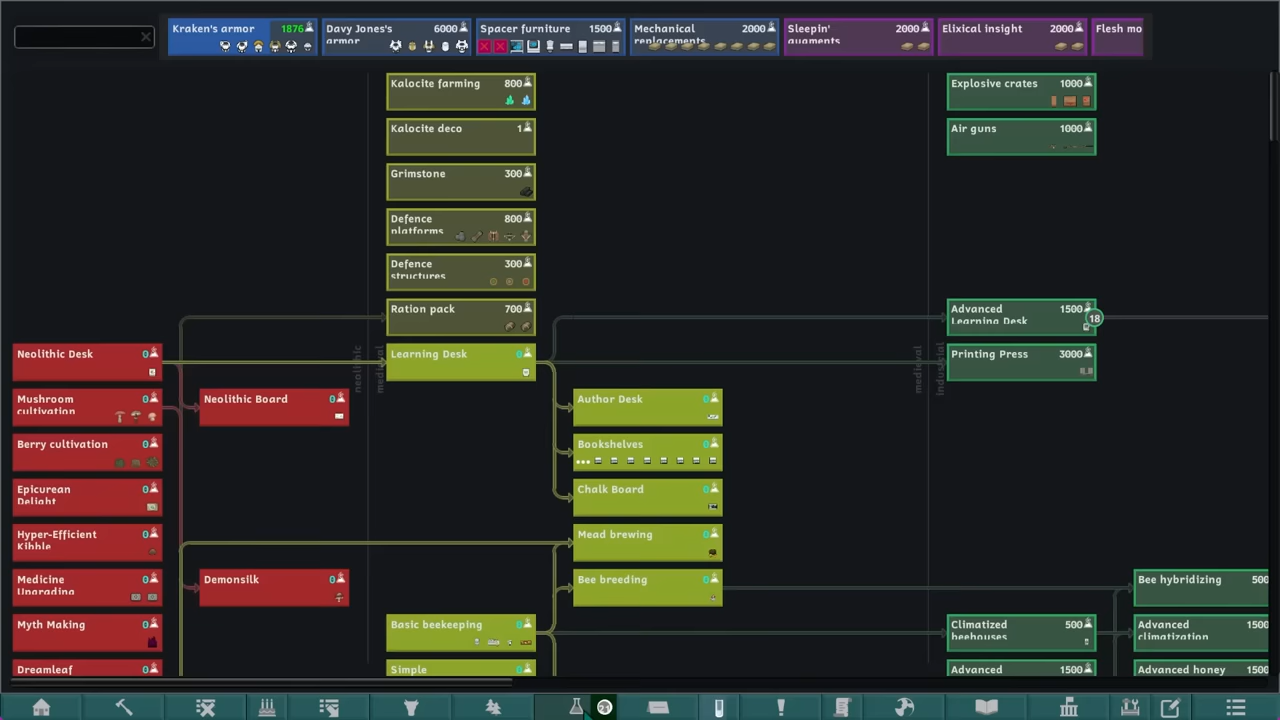 Kraken's armor 1876
Davy Jones's armor 6000
Spacer furniture 1500
Mechanical replacements 2000
Sleepin' augments 2000
Elixical insight 2000
Flesh mo
Kalocite farming 800
Explosive crates 1000
Kalocite deco 1
Air guns 1000
Grimstone 300
Defence platforms 800
Defence structures 300
Ration pack 700
Advanced Learning Desk 1500
18
Neolithic Desk 0
neolithic
medieval
Learning Desk 0
medieval
industrial
Printing Press 3000
Mushroom cultivation 0
Neolithic Board 0
Author Desk 0
Berry cultivation 0
Bookshelves 0
Epicurean Delight 0
Chalk Board 0
Hyper-Efficient Kibble 0
Mead brewing 0
Medicine Upgrading 0
Demonsilk 0
Bee breeding 0
Bee hybridizing 500
Myth Making 0
Basic beekeeping 0
Climatized beehouses 500
Advanced climatization 1500
Dreamleaf 0
Simple 0
Advanced 1500
Advanced honey 1500